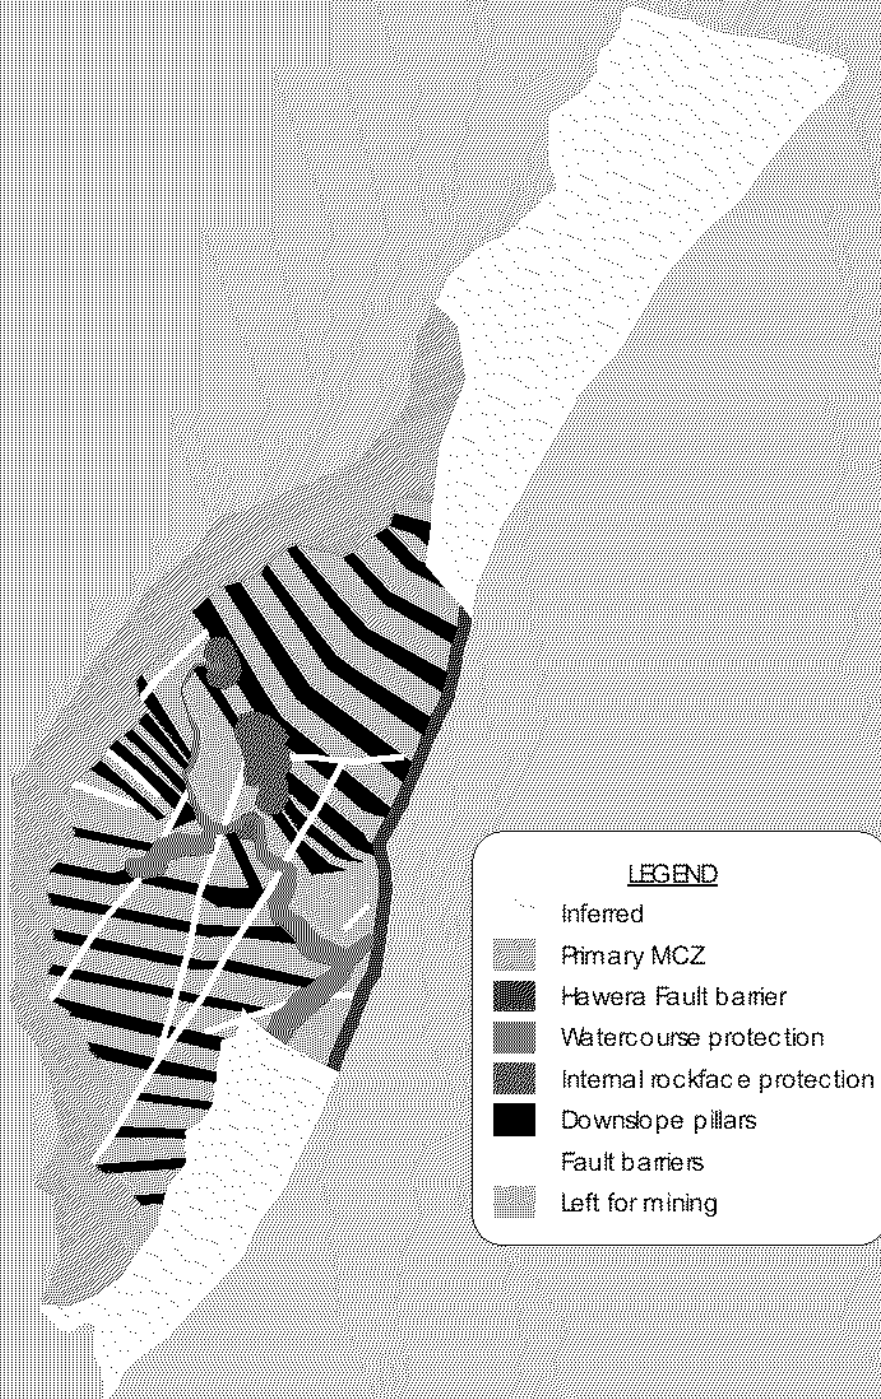 LEGEND
Inferred
Primary MCZ
Hawera Fault barrier
Watercourse protection
Internal rockface protection
Downslope pillars
Fault barriers
Left for mining